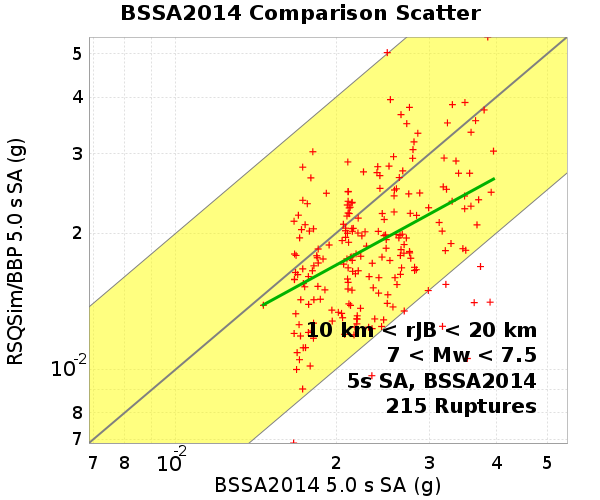 BSSA2014 Comparison Scatter
RSQSim/BBP 5.0 s SA (g)
5
4
3
2
10⁻²
8
7
10 km < rJB < 20 km
7 < Mw < 7.5
5s SA, BSSA2014
215 Ruptures
7 8 10⁻² 2 3 4 5
BSSA2014 5.0 s SA (g)